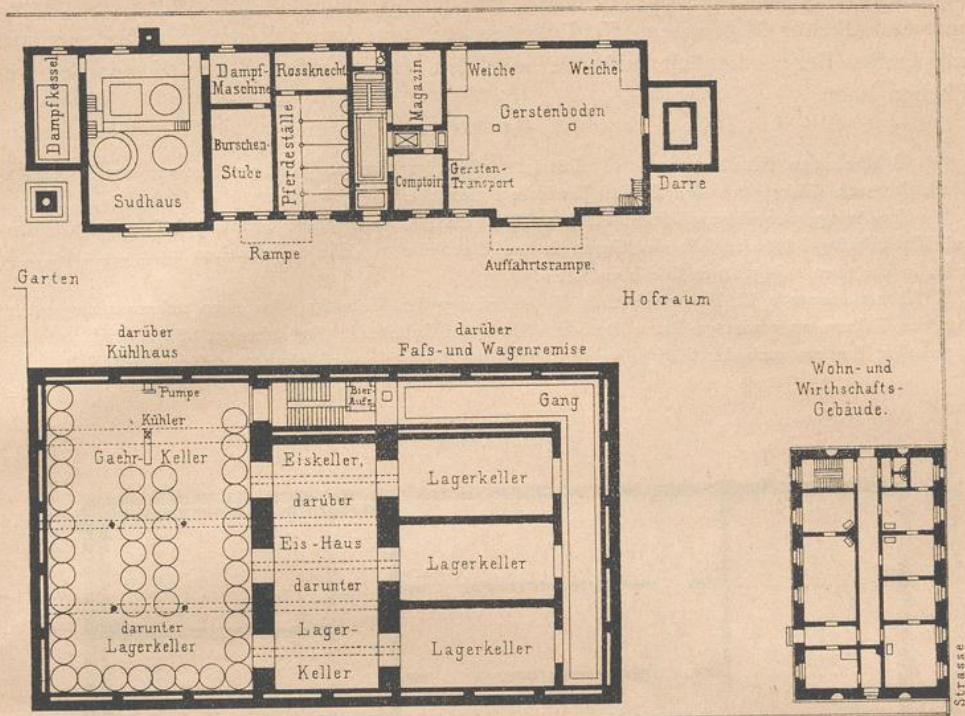 Dampfkessel
Sudhaus
Dampf-
Maschine
Burschen-
Stube
Rossknecht
Pferdeställe
Magazin
Comptoir
Weiche
Weiche
Gerstenboden
Gersten-
Transport
Darre
Rampe
Auffahrtsrampe.
Garten
Hofraum
darüber
Kühlhaus
darüber
Faſs- und Wagenremise
Pumpe
Kühler
Gaehr-Keller
darunter
Lagerkeller
Bier-
Aufz.
Gang
Eiskeller,
darüber
Eis-Haus
darunter
Lager-
Keller
Lagerkeller
Lagerkeller
Lagerkeller
Wohn- und
Wirthschafts-
Gebäude.
Strasse